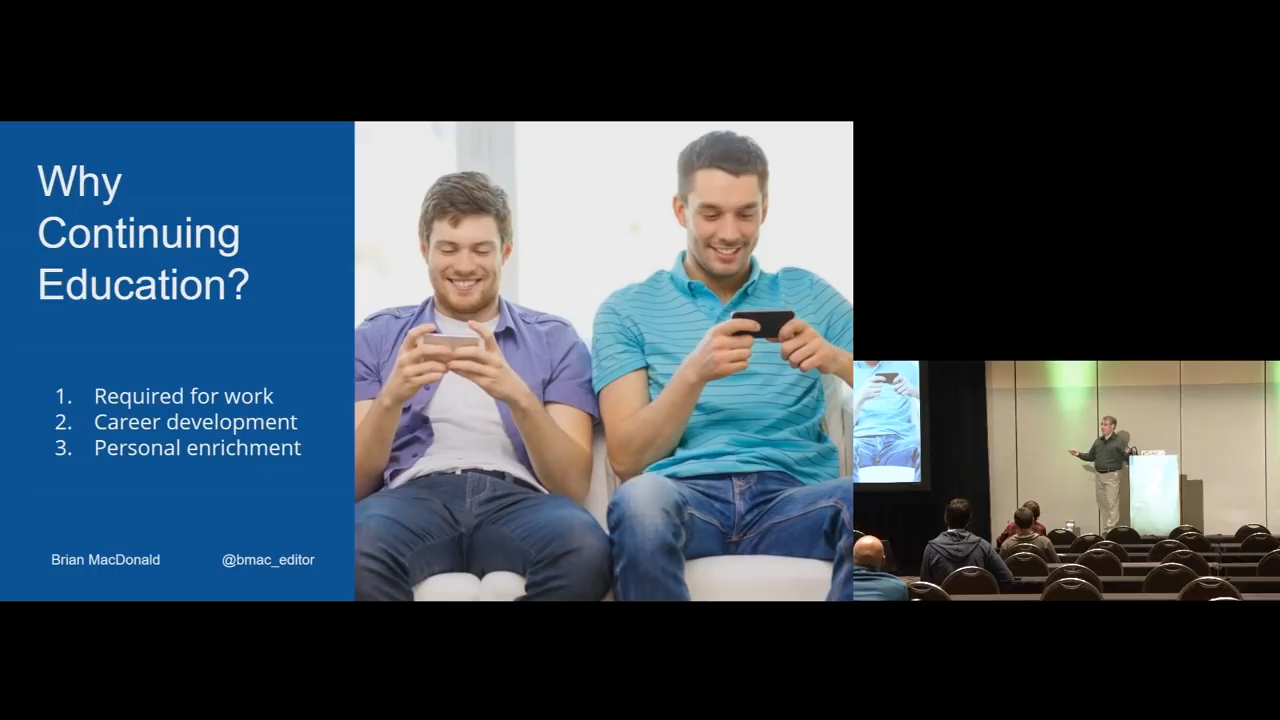 Why
Continuing
Education?
1. Required for work
2. Career development
3. Personal enrichment
Brian MacDonald @bmac_editor